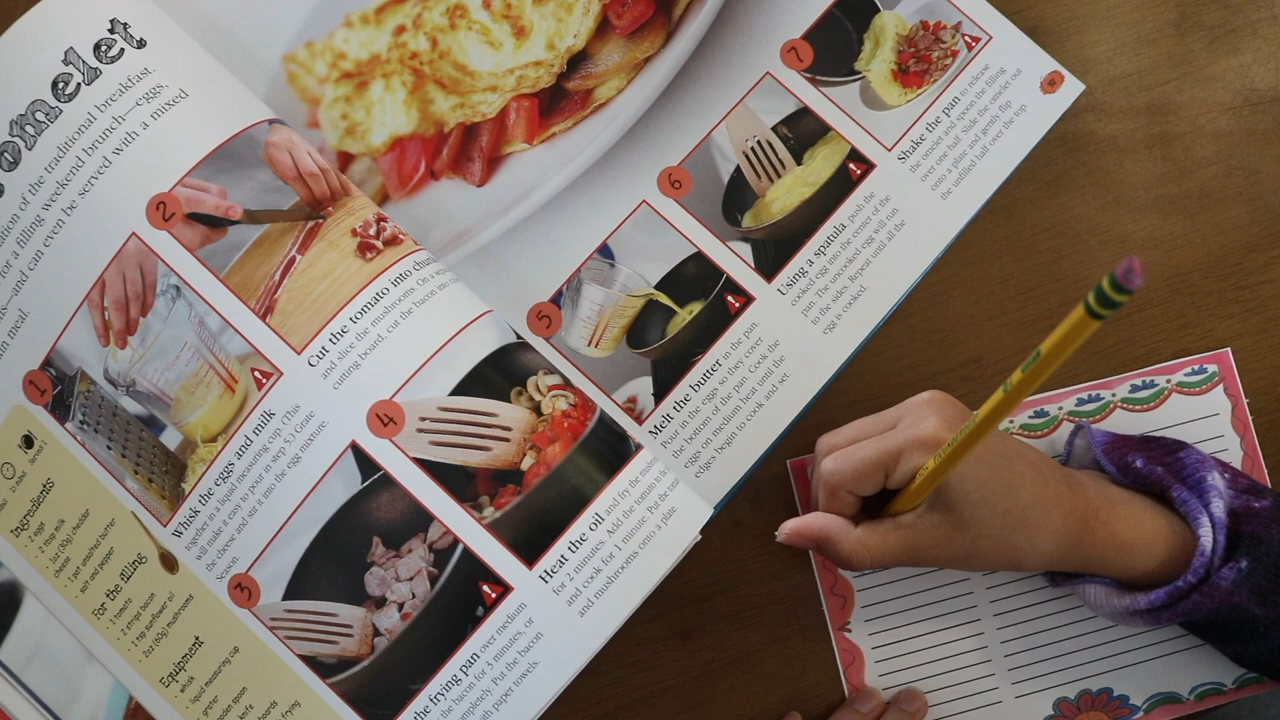 omelet
ation of the traditional breakfast.
for a filling weekend brunch—eggs,
—and can even be served with a mixed
meal.
Ingredients
• 2 eggs
• 2 tbsp milk
• 1oz (30g) cheddar
cheese
• 1 pat unsalted butter
• salt and pepper
For the filling
• 1 tomato
• 2 strips bacon
• 1 tsp sunflower oil
• 2oz (60g) mushrooms
Equipment
• whisk
• liquid measuring cup
grater
spoon
knife
boards
frying
1
Whisk the eggs and milk
together in a liquid measuring cup. (This
will make it easy to pour in step 5.) Grate
the cheese and stir it into the egg mixture.
Season.
2
Cut the tomato into chunks
and slice the mushrooms. On a
cutting board, cut the bacon into
3
the frying pan over medium
the bacon for 3 minutes, or
completely. Put the bacon
with paper towels.
4
Heat the oil and fry the
for 2 minutes. Add the tomato
and cook for 1 minute. Put the
and mushrooms onto a plate
5
Melt the butter in the pan.
Pour in the eggs so they cover
the bottom of the pan. Cook the
eggs on medium heat until the
edges begin to cook and set.
6
Using a spatula, push the
cooked egg into the center of the
pan. The uncooked egg will run
to the sides. Repeat until all the
egg is cooked.
7
Shake the pan to release
the omelet and spoon the filling
over one half. Slide the omelet out
onto a plate and gently flip
the unfilled half over the top.